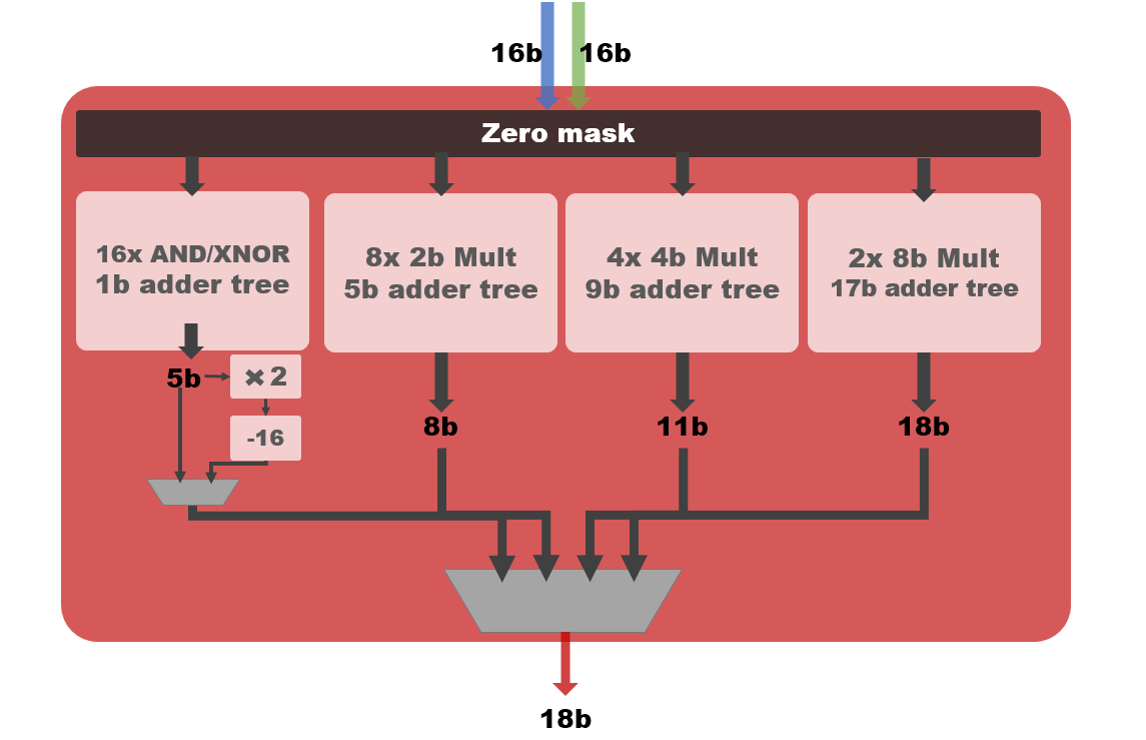 16b 16b
Zero mask
16x AND/XNOR
1b adder tree
8x 2b Mult
5b adder tree
4x 4b Mult
9b adder tree
2x 8b Mult
17b adder tree
5b
×2
-16
8b
11b
18b
18b